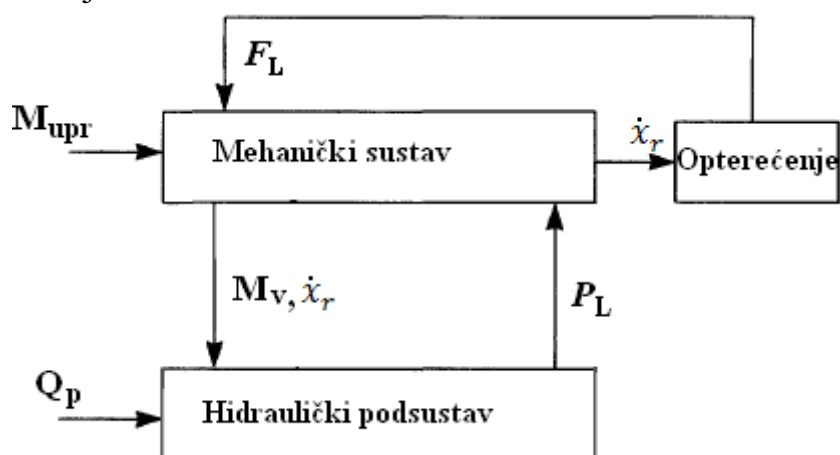 F_L
M_upr
Mehanički sustav
ẋ_r
Opterećenje
M_v, ẋ_r
P_L
Q_p
Hidraulički podsustav